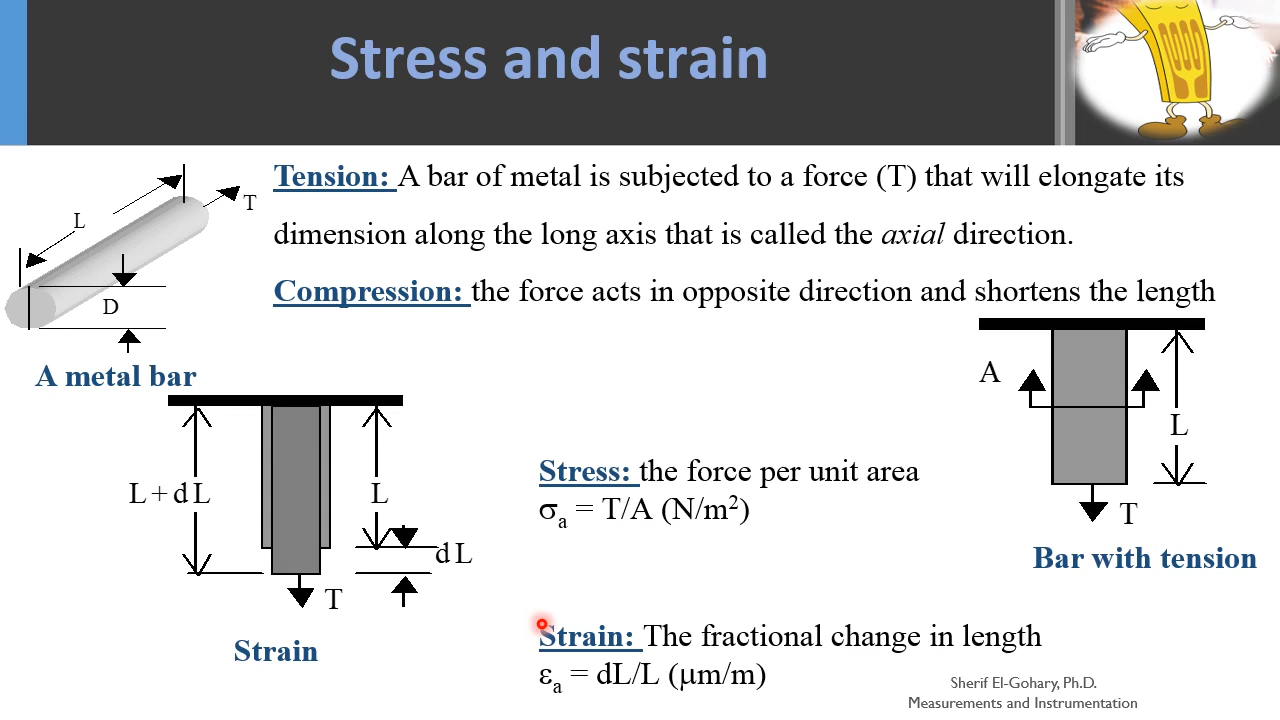 Stress and strain
Tension: A bar of metal is subjected to a force (T) that will elongate its
dimension along the long axis that is called the axial direction.
Compression: the force acts in opposite direction and shortens the length
L
T
D
A metal bar
L + dL
L
dL
T
Strain
Stress: the force per unit area
σa = T/A (N/m²)
Strain: The fractional change in length
εa = dL/L (μm/m)
A
L
T
Bar with tension
Sherif El-Gohary, Ph.D.
Measurements and Instrumentation